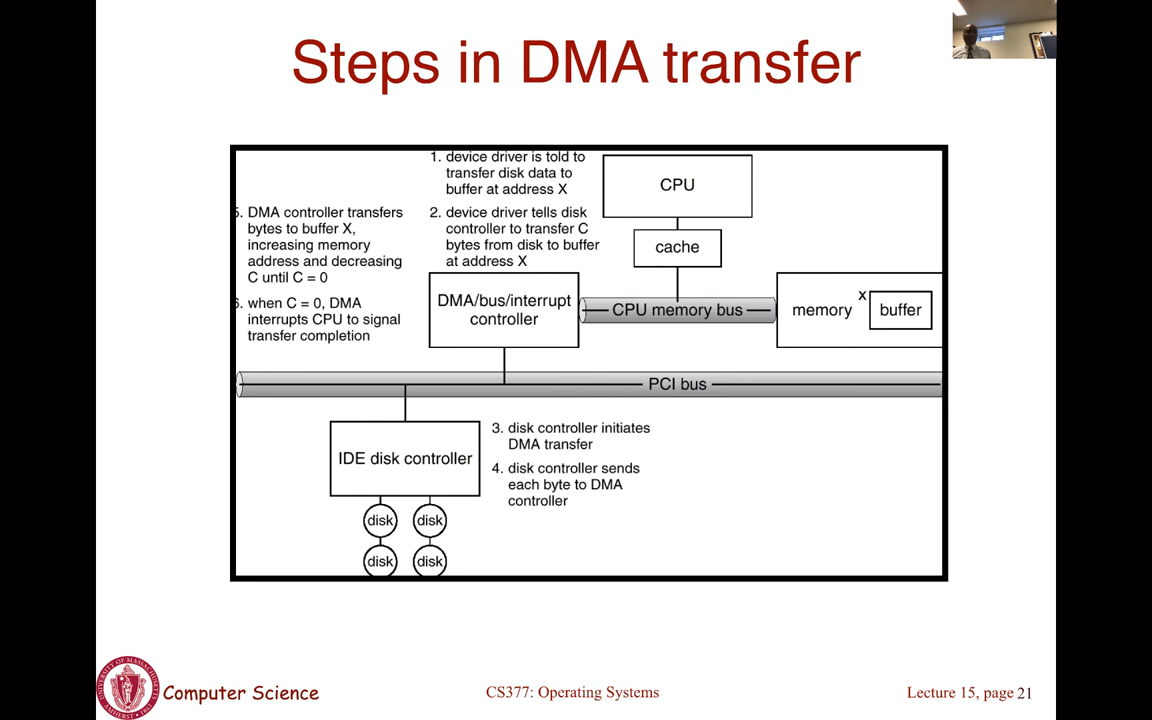 Steps in DMA transfer
1. device driver is told to
transfer disk data to
buffer at address X
2. device driver tells disk
controller to transfer C
bytes from disk to buffer
at address X
5. DMA controller transfers
bytes to buffer X,
increasing memory
address and decreasing
C until C = 0
6. when C = 0, DMA
interrupts CPU to signal
transfer completion
CPU
cache
DMA/bus/interrupt
controller
CPU memory bus
memory
X
buffer
PCI bus
IDE disk controller
3. disk controller initiates
DMA transfer
4. disk controller sends
each byte to DMA
controller
disk
disk
disk
disk
Computer Science
CS377: Operating Systems
Lecture 15, page 21